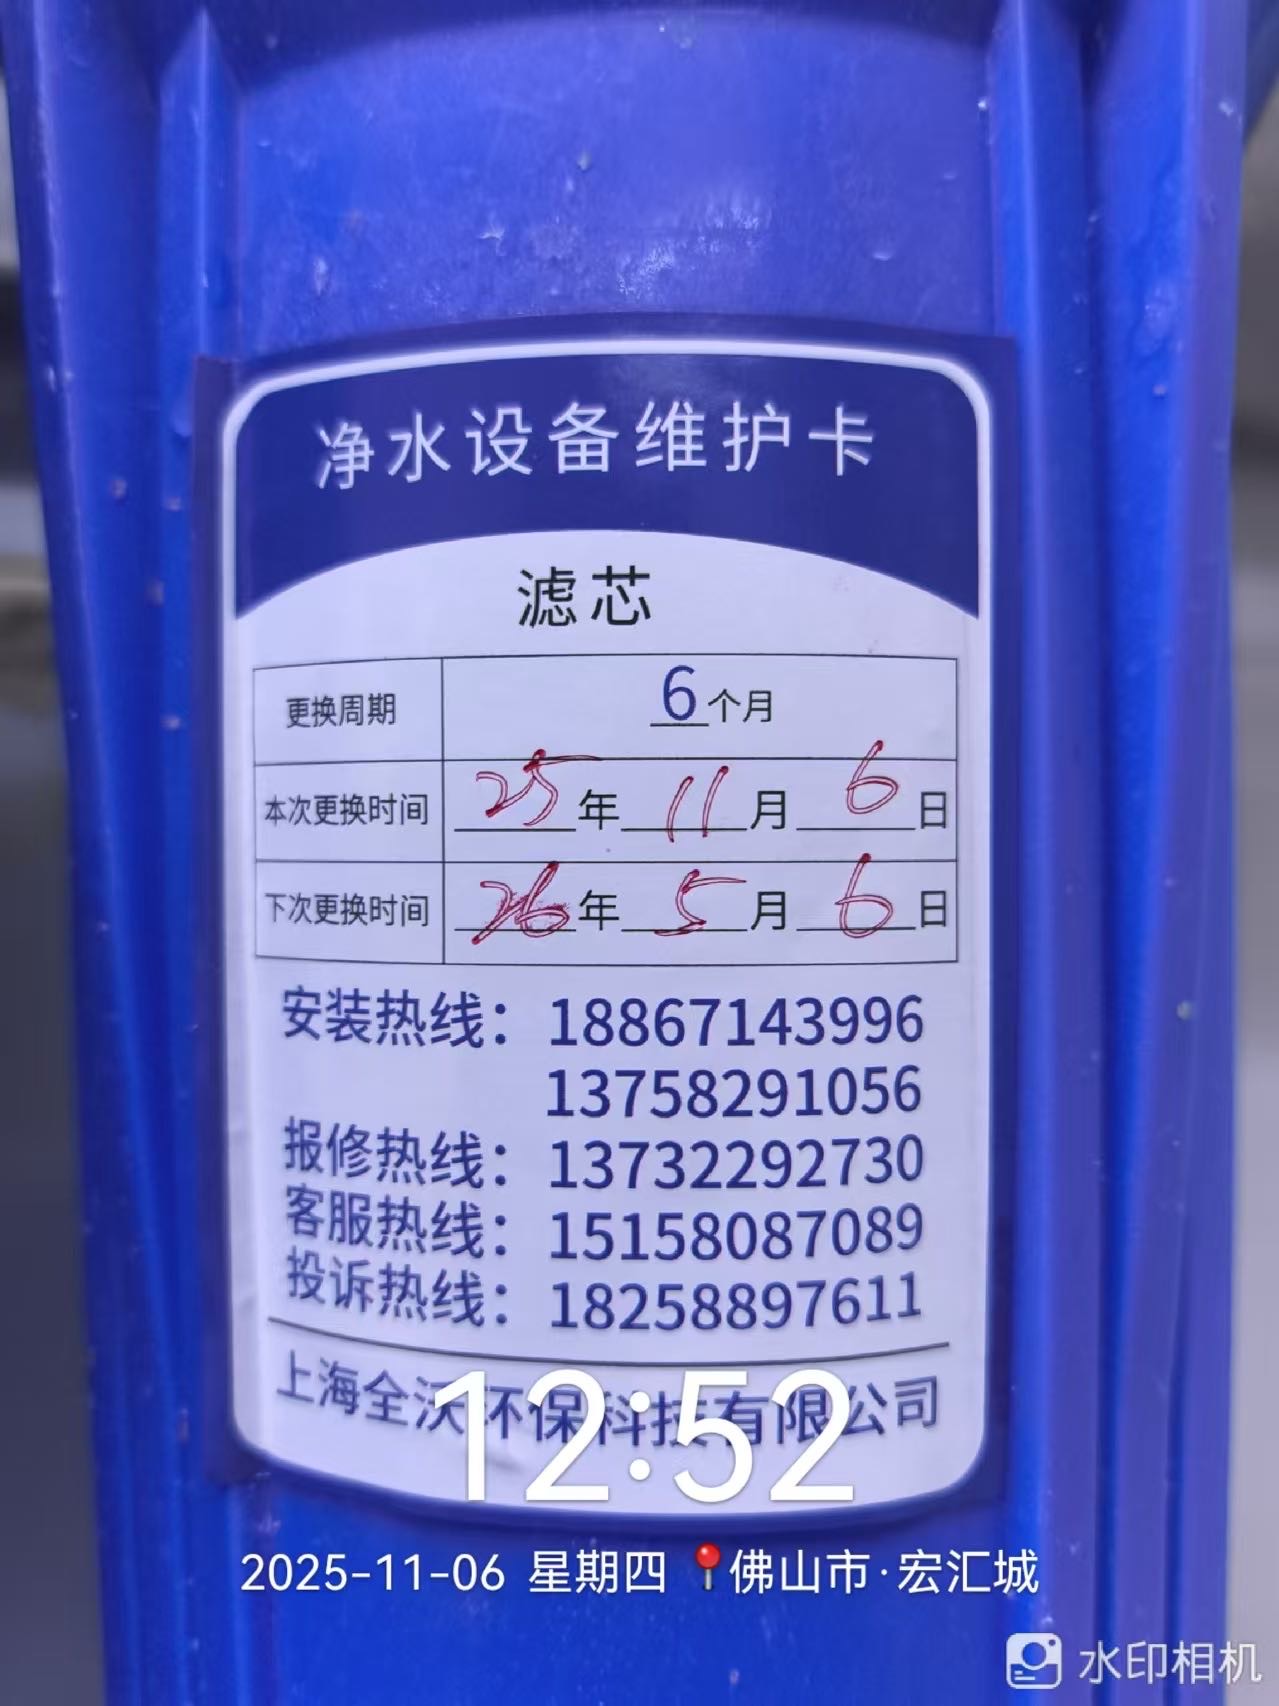 净水设备维护卡
滤芯
更换周期 6个月
本次更换时间 25年11月6日
下次更换时间 26年5月6日
安装热线：18867143996
13758291056
报修热线：13732292730
客服热线：15158087089
投诉热线：18258897611
上海全沃环保科技有限公司
12:52
2025-11-06 星期四 佛山市·宏汇城
水印相机